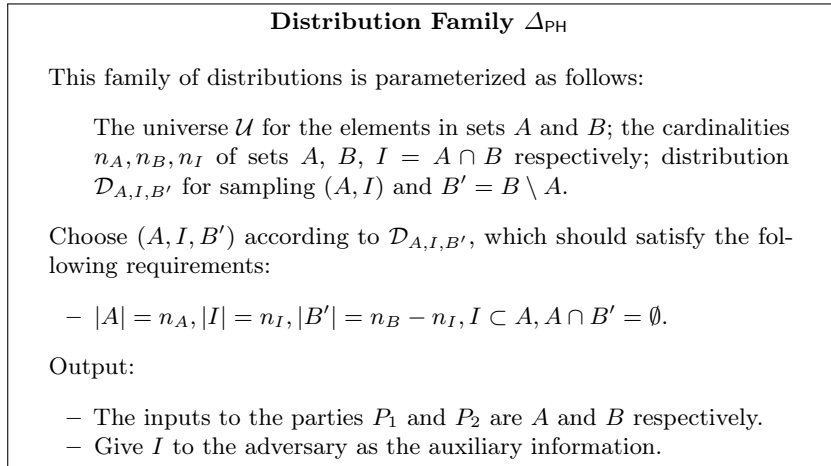 Distribution Family Δ_PH
This family of distributions is parameterized as follows:
The universe 𝒰 for the elements in sets A and B; the cardinalities
n_A, n_B, n_I of sets A, B, I = A ∩ B respectively; distribution
𝒟_{A,I,B′} for sampling (A, I) and B′ = B \ A.
Choose (A, I, B′) according to 𝒟_{A,I,B′}, which should satisfy the fol-
lowing requirements:
– |A| = n_A, |I| = n_I, |B′| = n_B − n_I, I ⊂ A, A ∩ B′ = ∅.
Output:
– The inputs to the parties P_1 and P_2 are A and B respectively.
– Give I to the adversary as the auxiliary information.